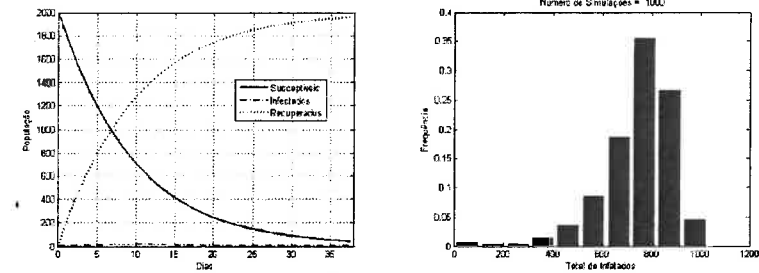 2000
1800
1600
1400
1200
1000
800
600
400
200
0
0 5 10 15 20 25 30 35
População
Dias
Susceptíveis
Infectados
Recuperados
Número de Simulações = 1000
0.4
0.35
0.3
0.25
0.2
0.15
0.1
0.05
0
0 200 400 600 800 1000 1200
Frequência
Total de Infetados